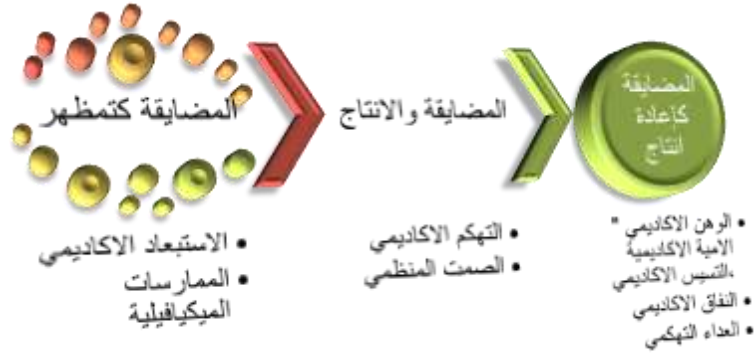 المضايقة كتمظهر
• الاستبعاد الاكاديمي
• الممارسات
الميكيافيلية
المضايقة والانتاج
• التهكم الاكاديمي
• الصمت المنظمي
المضايقة
كإعادة
انتاج
• الوهن الاكاديمي "
الامية الاكاديمية
،التسيس الاكاديمي
• النفاق الاكاديمي
• العداء التهكمي